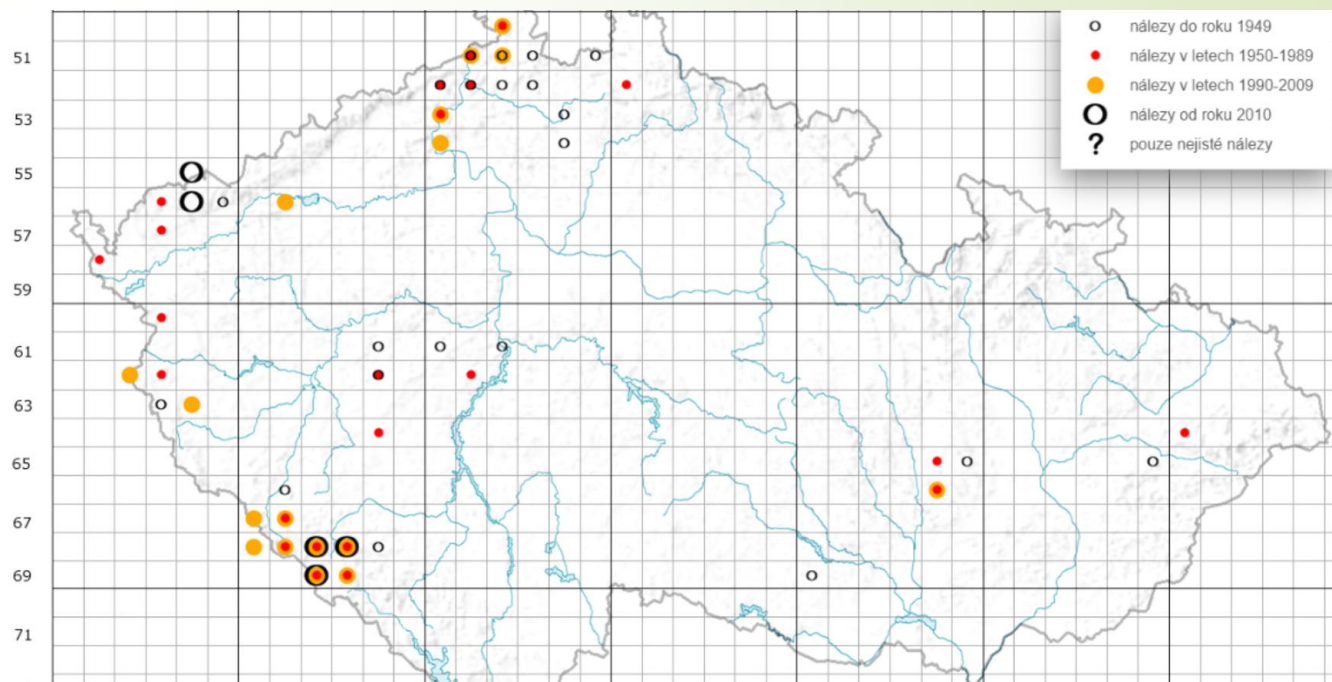 51
53
55
57
59
61
63
65
67
69
71
nálezy do roku 1949
nálezy v letech 1950-1989
nálezy v letech 1990-2009
nálezy od roku 2010
? pouze nejisté nálezy